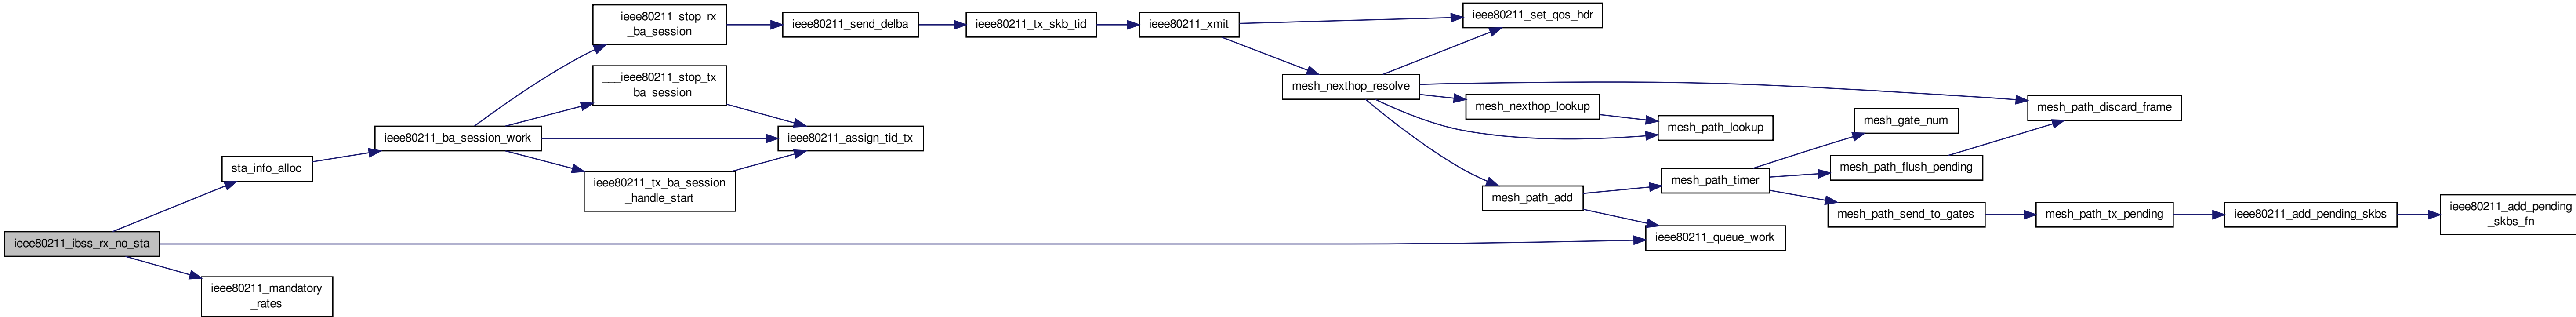 ___ieee80211_stop_rx
_ba_session
ieee80211_send_delba
ieee80211_tx_skb_tid
ieee80211_xmit
ieee80211_set_qos_hdr
___ieee80211_stop_tx
_ba_session
mesh_nexthop_resolve
mesh_nexthop_lookup
mesh_path_discard_frame
mesh_gate_num
mesh_path_lookup
ieee80211_ba_session_work
ieee80211_assign_tid_tx
sta_info_alloc
mesh_path_flush_pending
mesh_path_timer
ieee80211_tx_ba_session
_handle_start
mesh_path_add
mesh_path_send_to_gates
mesh_path_tx_pending
ieee80211_add_pending_skbs
ieee80211_add_pending
_skbs_fn
ieee80211_queue_work
ieee80211_ibss_rx_no_sta
ieee80211_mandatory
_rates